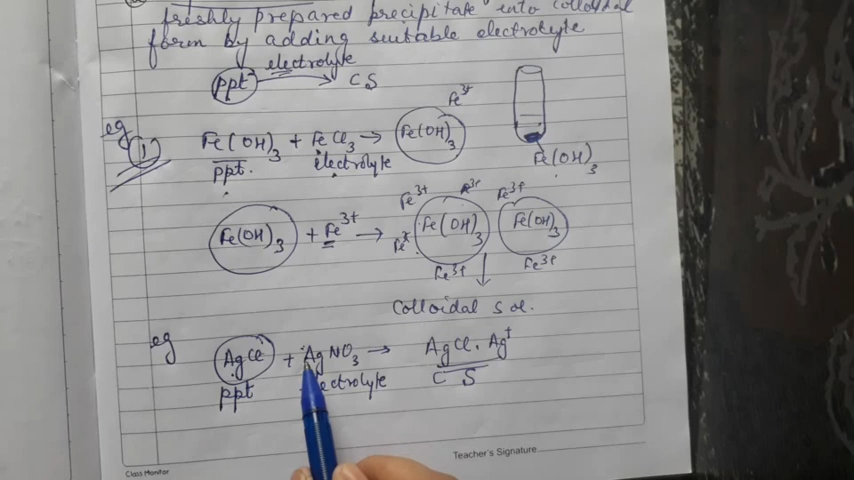 freshly prepared precipitate into colloidal
form by adding suitable electrolyte
electrolyte
ppt → CS
eg
(1) Fe(OH)3 + FeCl3 → Fe(OH)3 Fe3+
ppt. electrolyte
Fe(OH)3
Fe3+ Fe3+ Fe3+
Fe(OH)3 + Fe3+ → Fe(OH)3 Fe(OH)3
Fe3+ Fe3+
Colloidal sol.
eg
AgCl + AgNO3 → AgCl. Ag+
ppt electrolyte CS
Teacher's Signature
Class Monitor